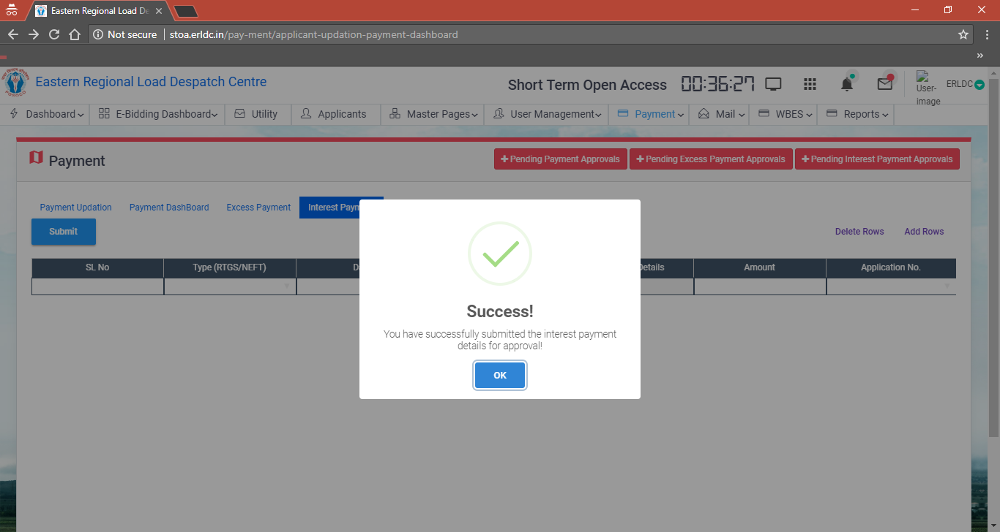 Eastern Regional Load De
Not secure | stoa.erldc.in/pay-ment/applicant-updation-payment-dashboard
Eastern Regional Load Despatch Centre
Short Term Open Access
00:36:27
User-image
ERLDC
POSOCO
Dashboard
E-Bidding Dashboard
Utility
Applicants
Master Pages
User Management
Payment
Mail
WBES
Reports
Payment
Pending Payment Approvals
Pending Excess Payment Approvals
Pending Interest Payment Approvals
Payment Updation
Payment DashBoard
Excess Payment
Interest Paym
Submit
Delete Rows
Add Rows
SL No
Type (RTGS/NEFT)
D
Details
Amount
Application No.
Success!
You have successfully submitted the interest payment
details for approval!
OK